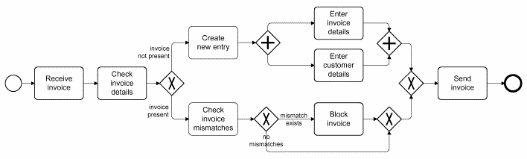 Receive
invoice
Check
invoice
details
invoice
not present
invoice
present
Create
new entry
Enter
invoice
details
Enter
customer
details
Check
invoice
mismatches
mismatch
exists
no
mismatches
Block
invoice
Send
invoice